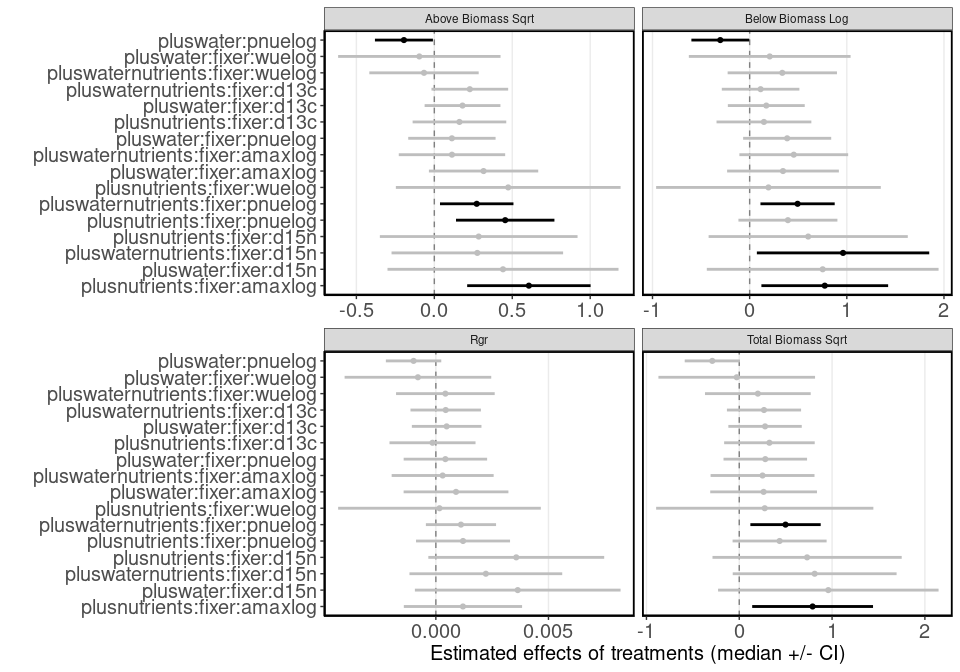 Above Biomass Sqrt
Below Biomass Log
pluswater:pnuelog
pluswater:fixer:wuelog
pluswaternutrients:fixer:wuelog
pluswaternutrients:fixer:d13c
pluswater:fixer:d13c
plusnutrients:fixer:d13c
pluswater:fixer:pnuelog
pluswaternutrients:fixer:amaxlog
pluswater:fixer:amaxlog
plusnutrients:fixer:wuelog
pluswaternutrients:fixer:pnuelog
plusnutrients:fixer:pnuelog
plusnutrients:fixer:d15n
pluswaternutrients:fixer:d15n
pluswater:fixer:d15n
plusnutrients:fixer:amaxlog
-0.5 0.0 0.5 1.0
-1 0 1 2
Rgr
Total Biomass Sqrt
pluswater:pnuelog
pluswater:fixer:wuelog
pluswaternutrients:fixer:wuelog
pluswaternutrients:fixer:d13c
pluswater:fixer:d13c
plusnutrients:fixer:d13c
pluswater:fixer:pnuelog
pluswaternutrients:fixer:amaxlog
pluswater:fixer:amaxlog
plusnutrients:fixer:wuelog
pluswaternutrients:fixer:pnuelog
plusnutrients:fixer:pnuelog
plusnutrients:fixer:d15n
pluswaternutrients:fixer:d15n
pluswater:fixer:d15n
plusnutrients:fixer:amaxlog
0.000 0.005
-1 0 1 2
Estimated effects of treatments (median +/- CI)